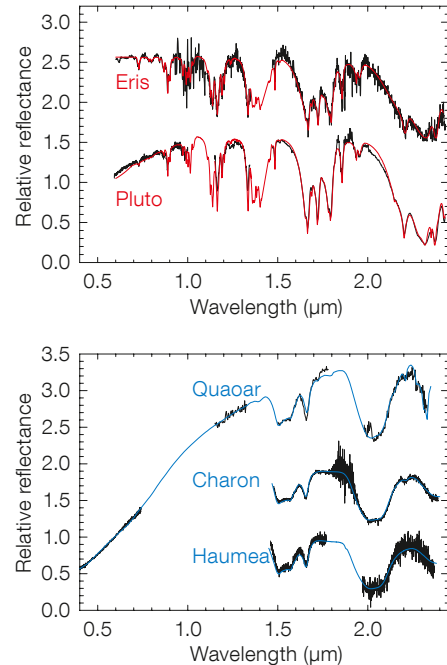 3.0
2.5
2.0
1.5
1.0
0.5
0.0
Relative reflectance
Eris
Pluto
0.5 1.0 1.5 2.0
Wavelength (μm)
3.5
3.0
2.5
2.0
1.5
1.0
0.5
0.0
Relative reflectance
Quaoar
Charon
Haumea
0.5 1.0 1.5 2.0
Wavelength (μm)